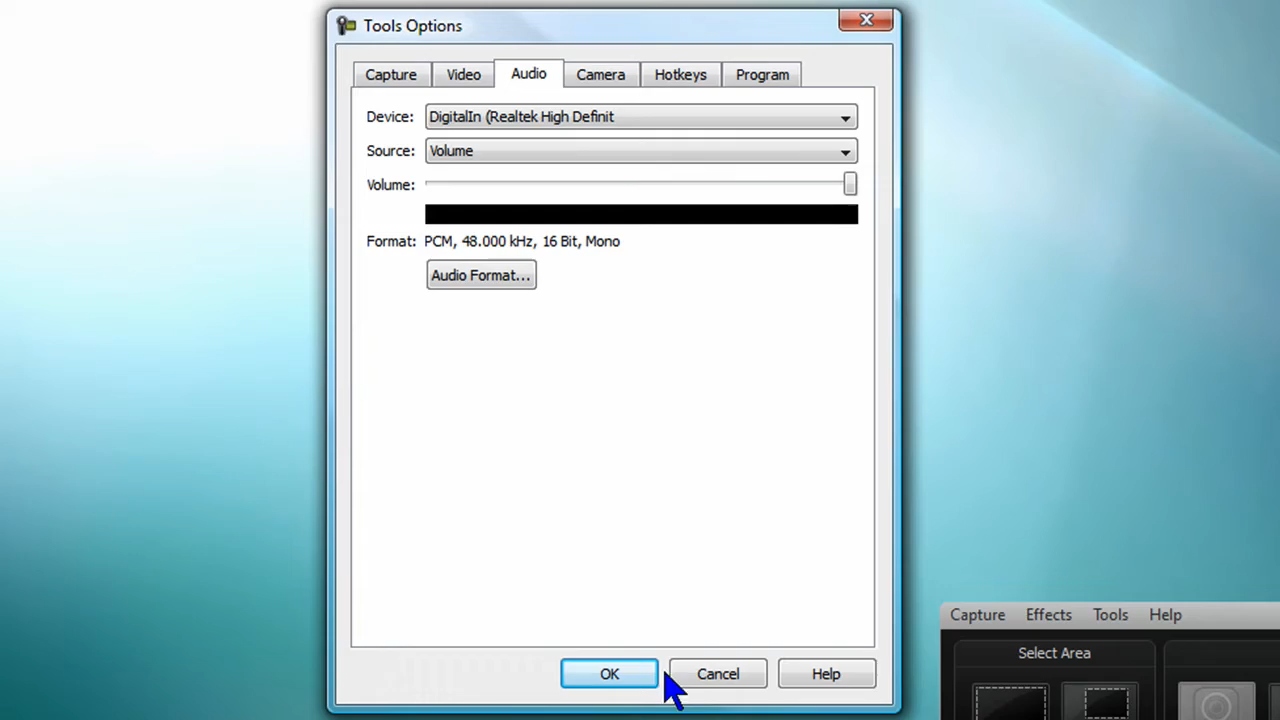 Tools Options
Capture Video Audio Camera Hotkeys Program
Device: DigitalIn (Realtek High Definit
Source: Volume
Volume:
Format: PCM, 48.000 kHz, 16 Bit, Mono
Audio Format...
OK Cancel Help
Capture Effects Tools Help
Select Area